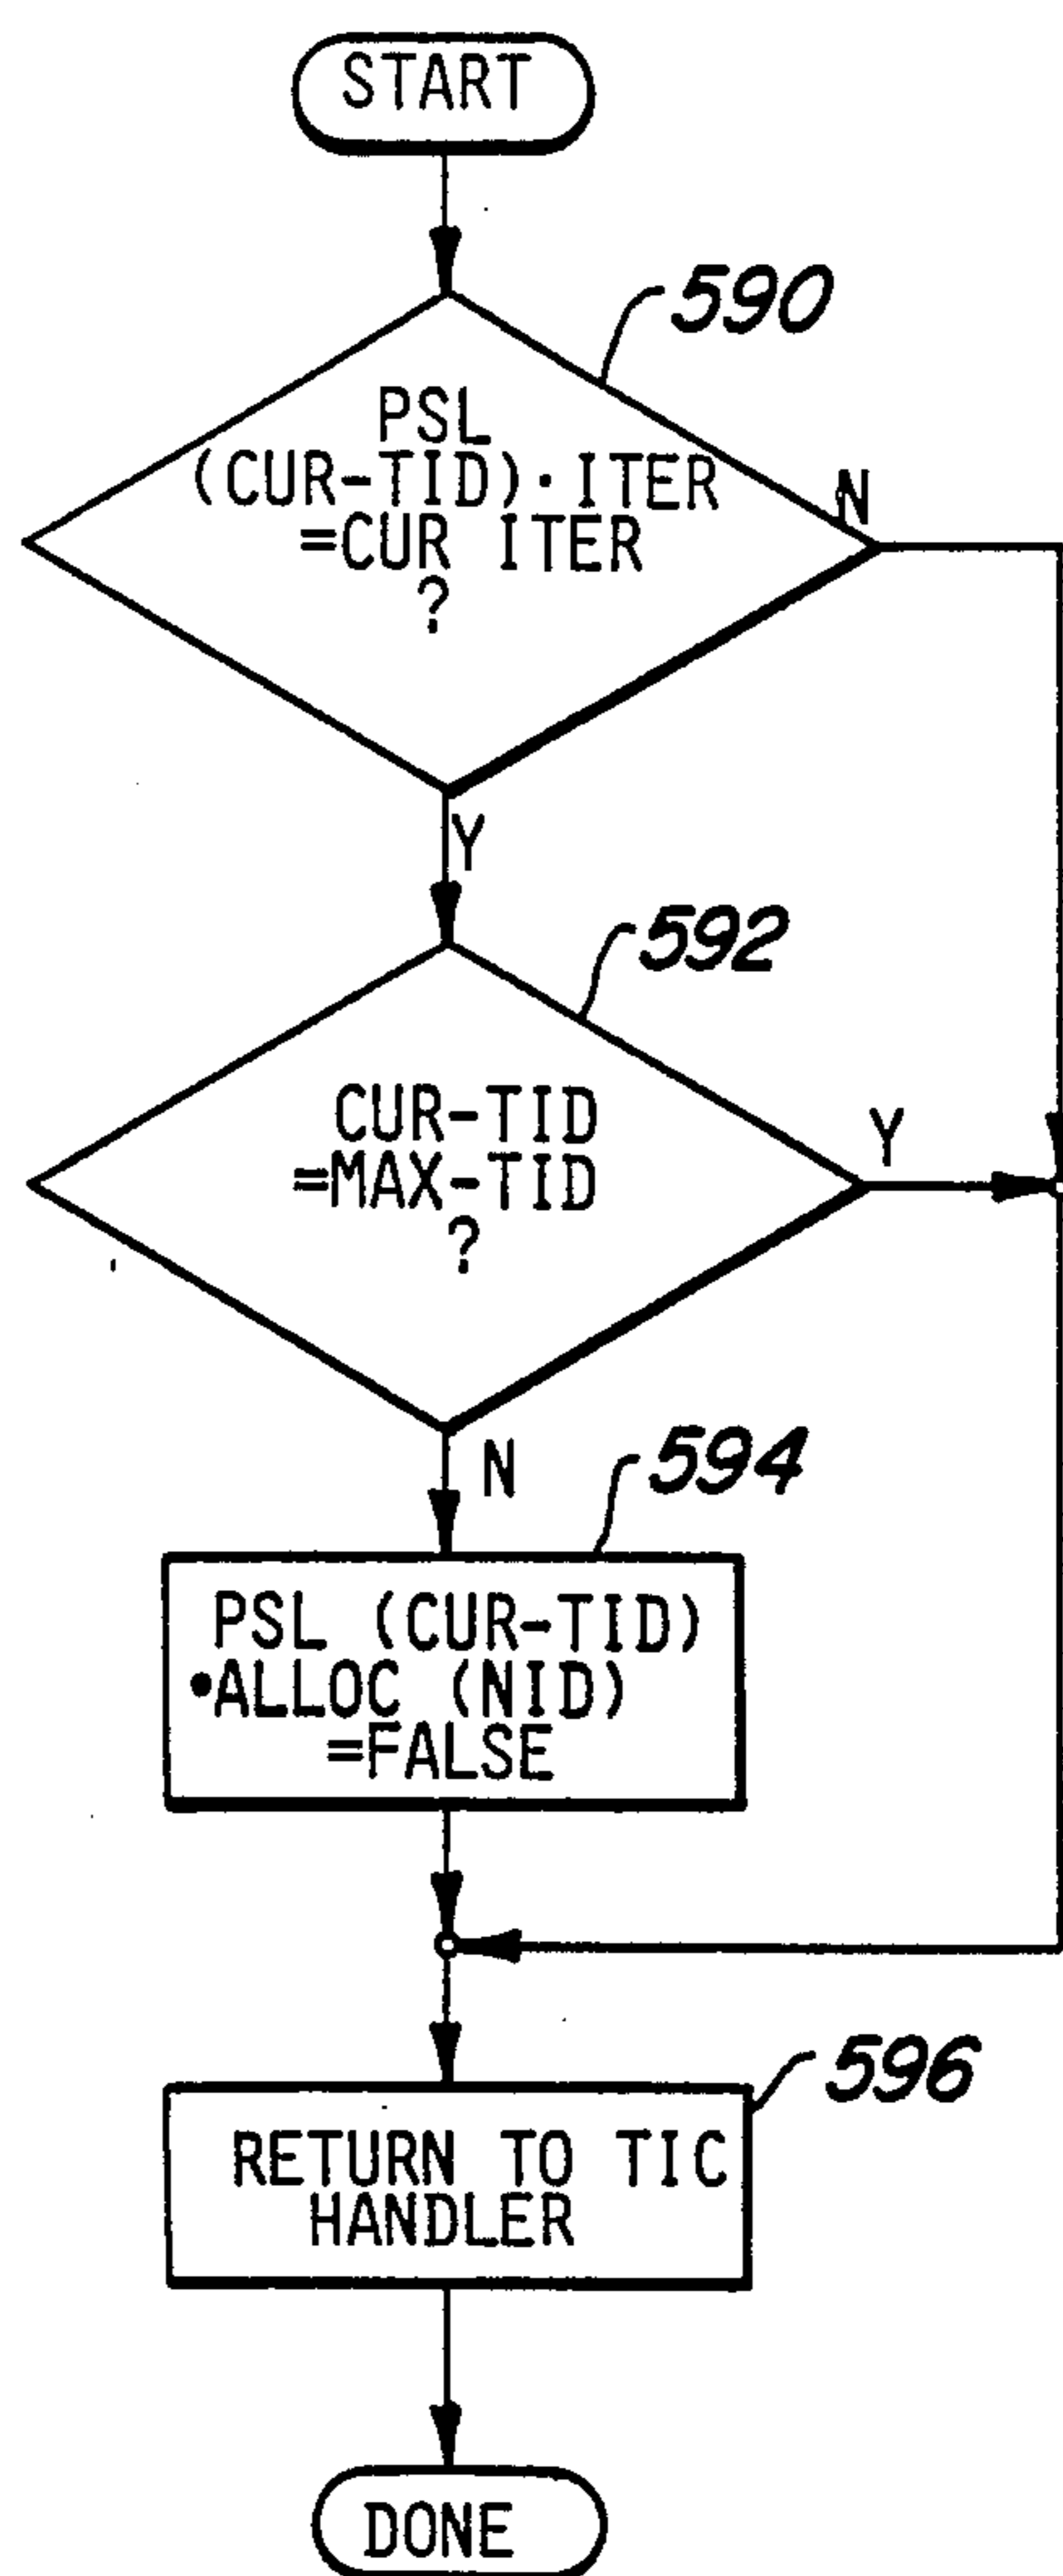 START
590
PSL
(CUR-TID)·ITER
=CUR ITER
?
N
Y
592
CUR-TID
=MAX-TID
?
Y
N
594
PSL (CUR-TID)
•ALLOC (NID)
=FALSE
596
RETURN TO TIC
HANDLER
DONE